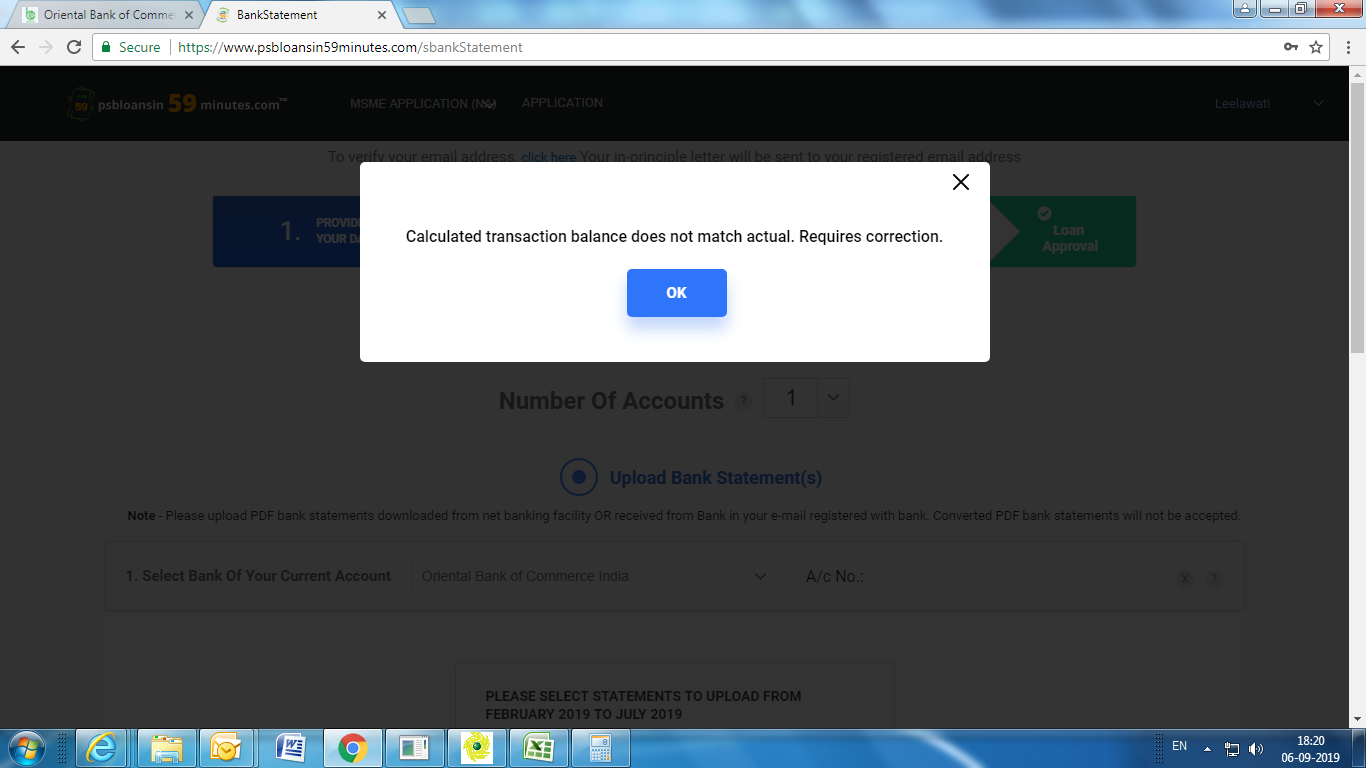 Oriental Bank of Comme
BankStatement
Secure
https://www.psbloansin59minutes.com/sbankStatement
59 psbloansin 59 minutes.com™
MSME APPLICATION
APPLICATION
Leelawati
To verify your email address, click here Your in-principle letter will be sent to your registered email address
1.
PROVID
YOUR DA
Loan
Approval
Calculated transaction balance does not match actual. Requires correction.
OK
Number Of Accounts ? 1
Upload Bank Statement(s)
Note - Please upload PDF bank statements downloaded from net banking facility OR received from Bank in your e-mail registered with bank. Converted PDF bank statements will not be accepted.
1. Select Bank Of Your Current Account Oriental Bank of Commerce India A/c No.: X ?
PLEASE SELECT STATEMENTS TO UPLOAD FROM
FEBRUARY 2019 TO JULY 2019
EN
18:20
06-09-2019